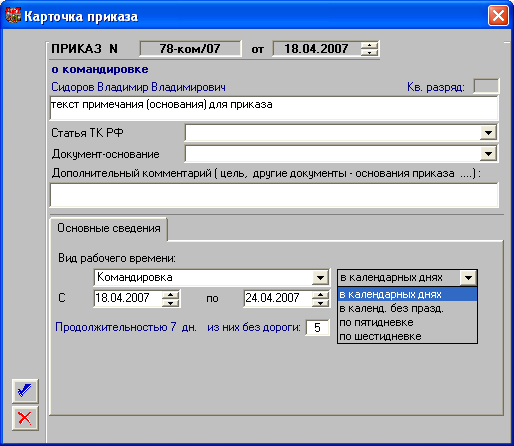 Карточка приказа
ПРИКАЗ N 78-ком/07 от 18.04.2007
о командировке
Сидоров Владимир Владимирович Кв. разряд:
текст примечания (основания) для приказа
Статья ТК РФ
Документ-основание
Дополнительный комментарий ( цель, другие документы - основания приказа ....) :
Основные сведения
Вид рабочего времени:
Командировка в календарных днях
С 18.04.2007 по 24.04.2007
в календарных днях
в календ. без празд.
по пятидневке
по шестидневке
Продолжительностью 7 дн. из них без дороги: 5